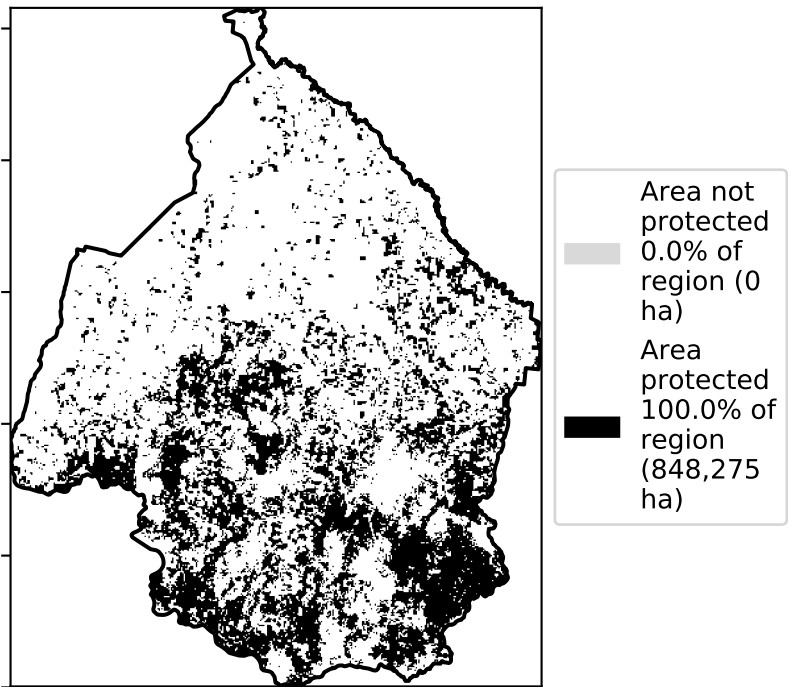 Area not
protected
0.0% of
region (0
ha)
Area
protected
100.0% of
region
(848,275
ha)